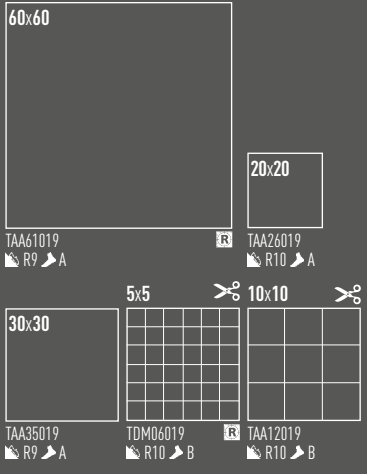 60x60
20x20
TAA61019 R
R9 A
TAA26019
R10 A
5x5
10x10
30x30
TAA35019
R9 A
TDM06019 R
R10 B
TAA12019
R10 B